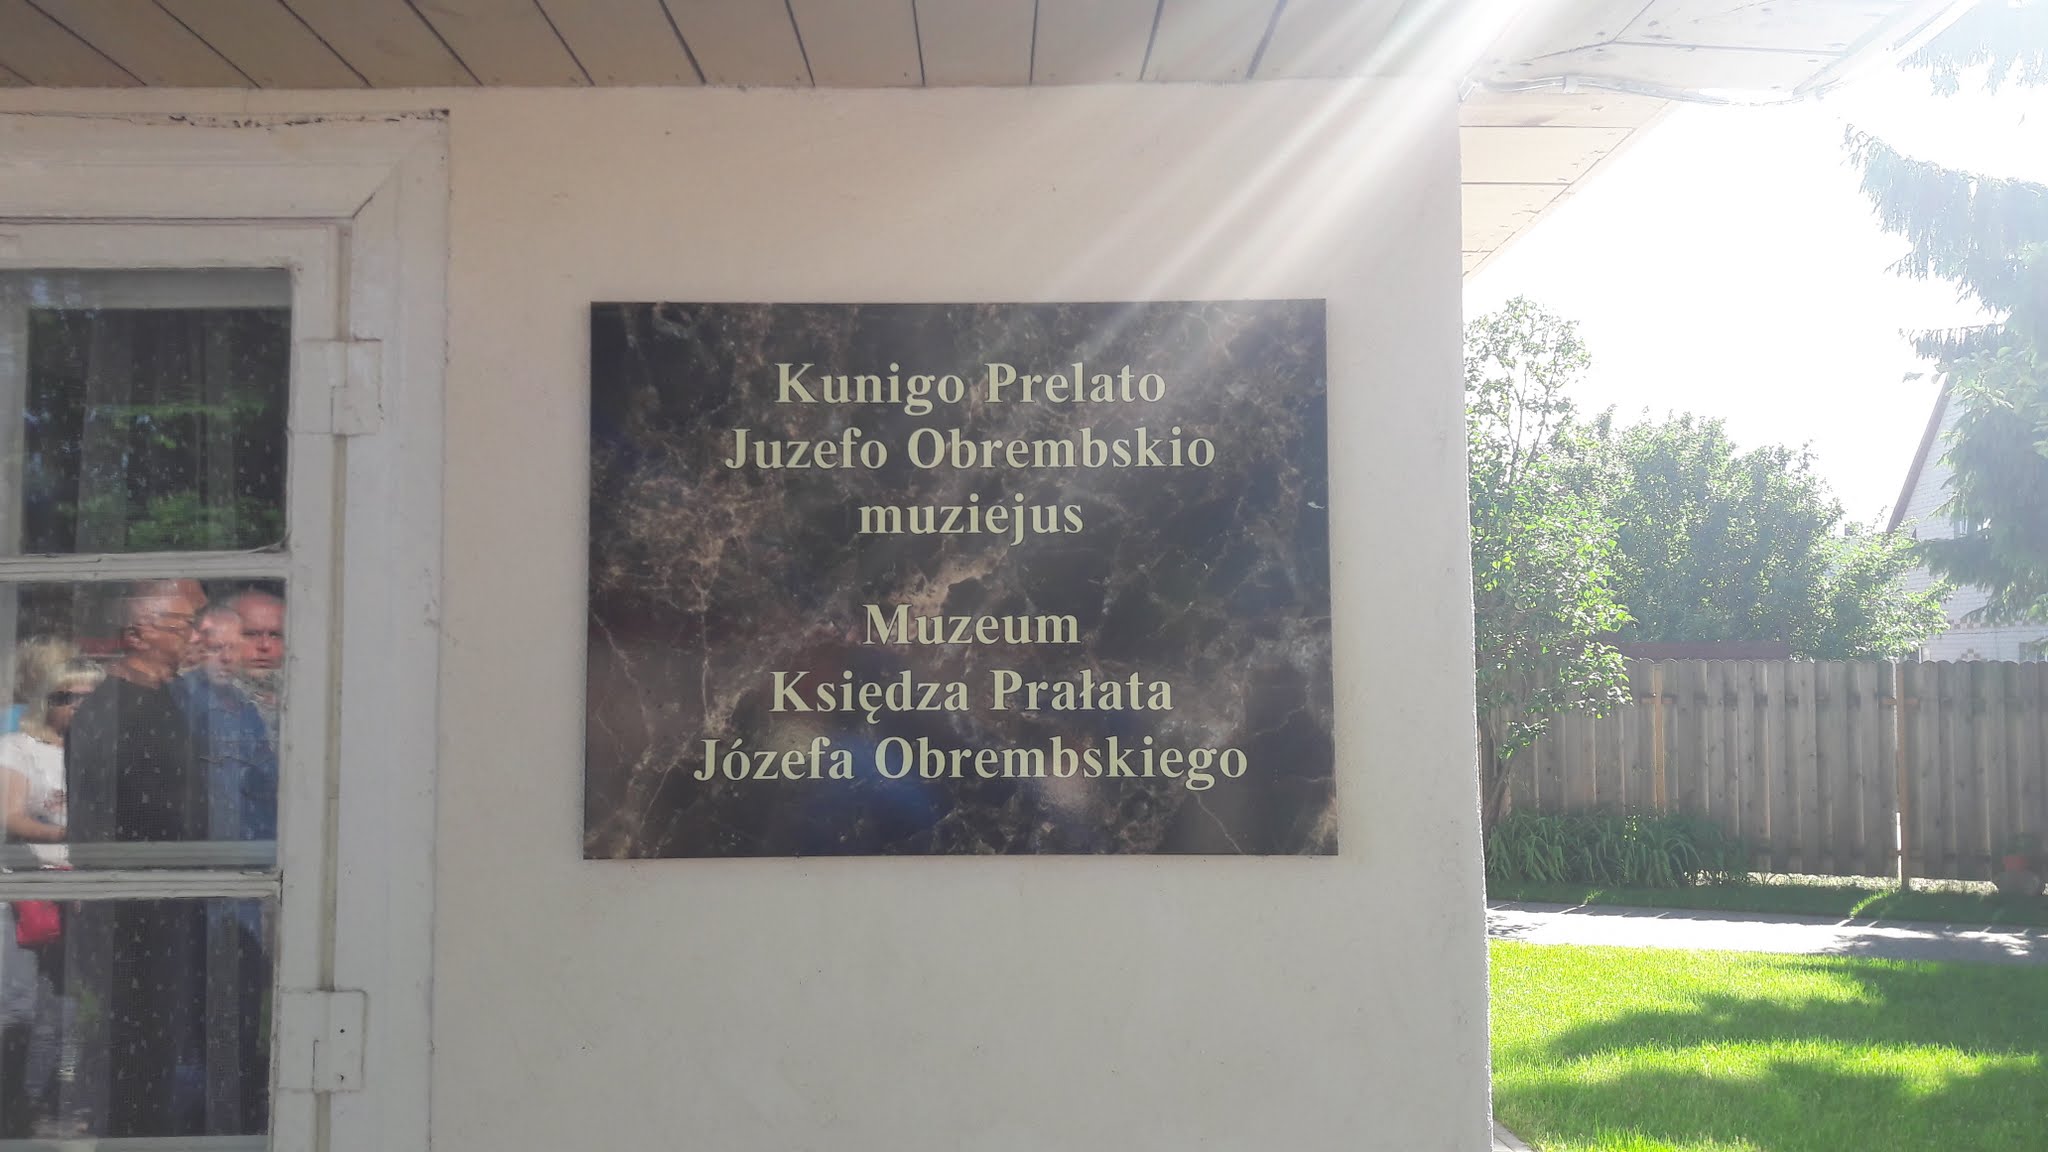 Kunigo Prelato
Juzefo Obrembskio
muziejus
Muzeum
Księdza Prałata
Józefa Obrembskiego